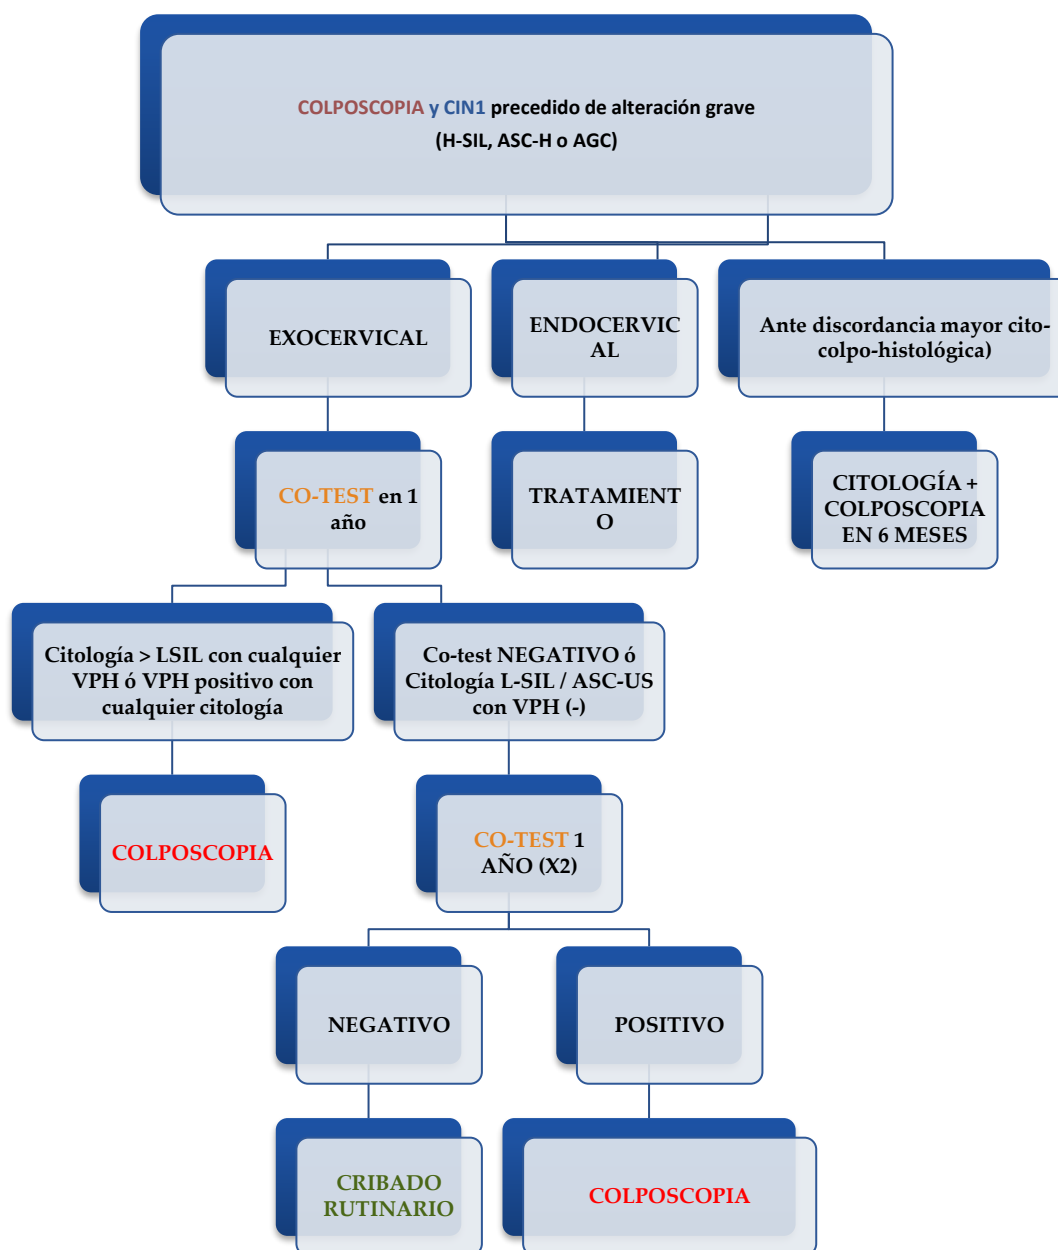 COLPOSCOPIA y CIN1 precedido de alteración grave
(H-SIL, ASC-H o AGC)
EXOCERVICAL
ENDOCERVIC
AL
Ante discordancia mayor cito-
colpo-histológica)
CO-TEST en 1
año
TRATAMIENT
O
CITOLOGÍA +
COLPOSCOPIA
EN 6 MESES
Citología > LSIL con cualquier
VPH ó VPH positivo con
cualquier citología
Co-test NEGATIVO ó
Citología L-SIL / ASC-US
con VPH (-)
COLPOSCOPIA
CO-TEST 1
AÑO (X2)
NEGATIVO
POSITIVO
CRIBADO
RUTINARIO
COLPOSCOPIA